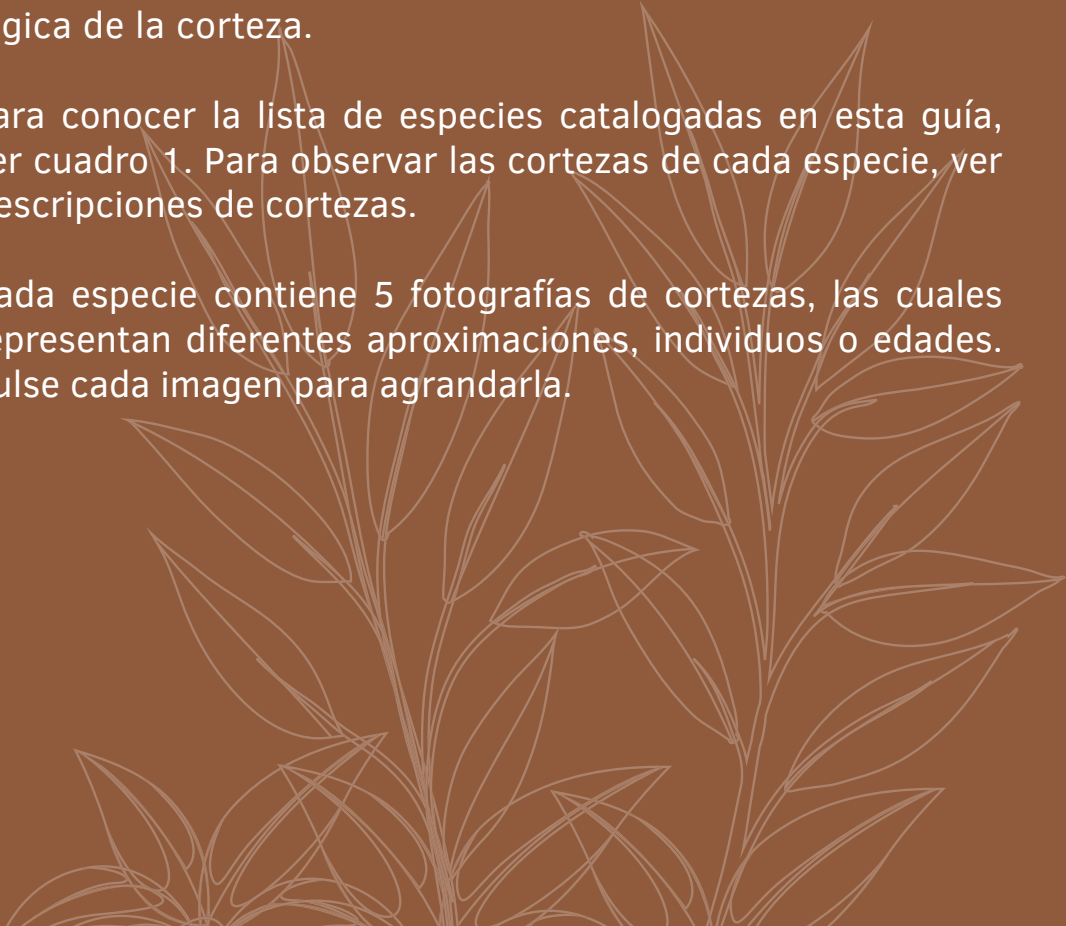 gica de la corteza.
ara conocer la lista de especies catalogadas en esta guía,
er cuadro 1. Para observar las cortezas de cada especie, ver
escripciones de cortezas.
ada especie contiene 5 fotografías de cortezas, las cuales
epresentan diferentes aproximaciones, individuos o edades.
ulse cada imagen para agrandarla.